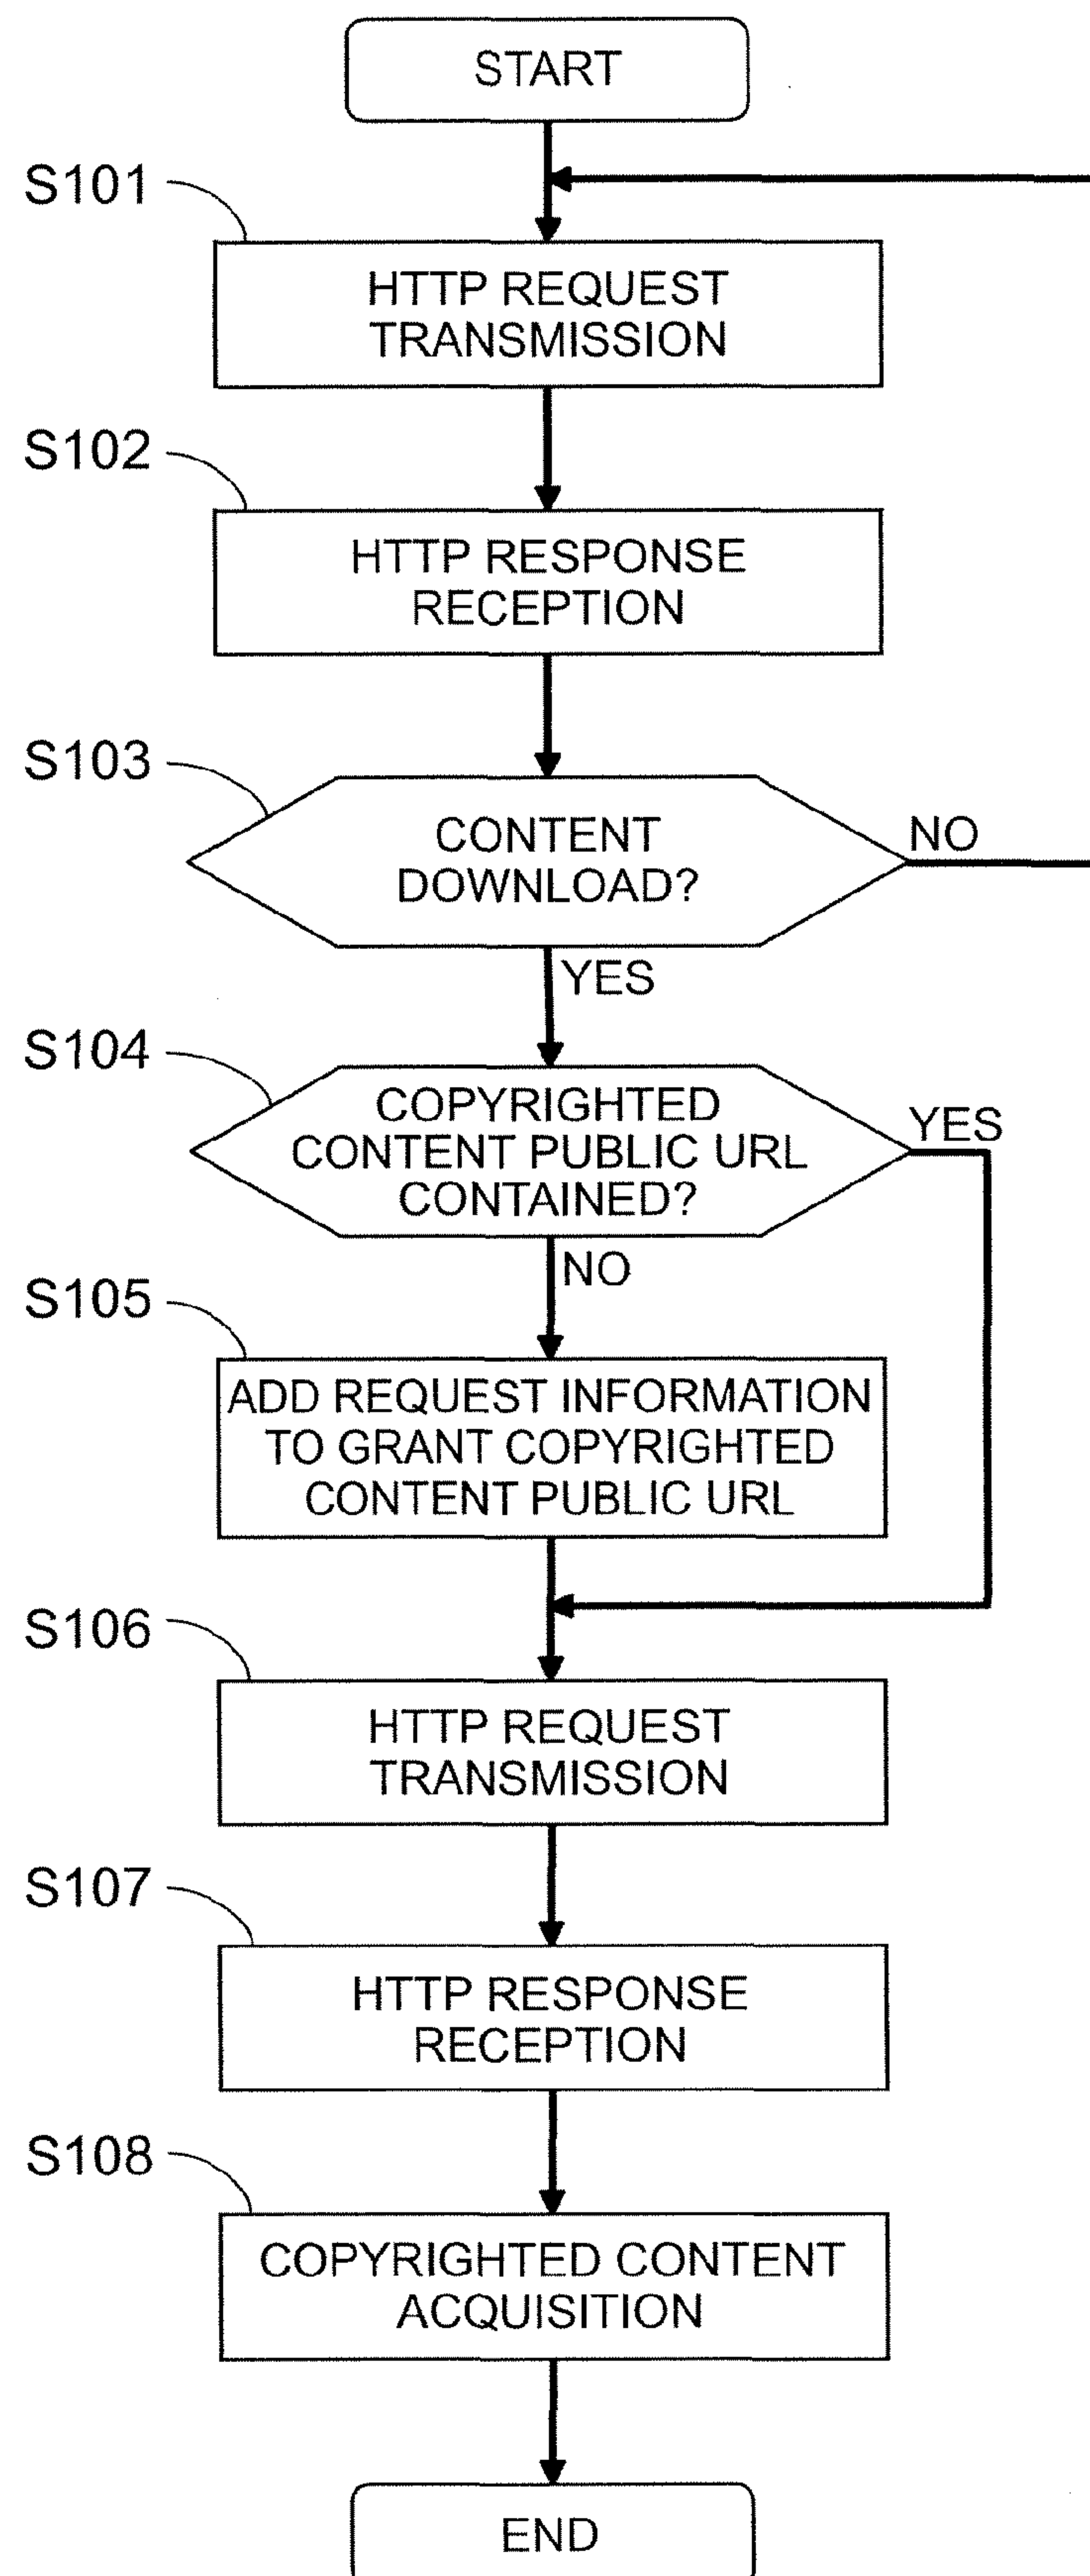 START
S101
HTTP REQUEST
TRANSMISSION
S102
HTTP RESPONSE
RECEPTION
S103
CONTENT
DOWNLOAD?
NO
YES
S104
COPYRIGHTED
CONTENT PUBLIC URL
CONTAINED?
YES
NO
S105
ADD REQUEST INFORMATION
TO GRANT COPYRIGHTED
CONTENT PUBLIC URL
S106
HTTP REQUEST
TRANSMISSION
S107
HTTP RESPONSE
RECEPTION
S108
COPYRIGHTED CONTENT
ACQUISITION
END